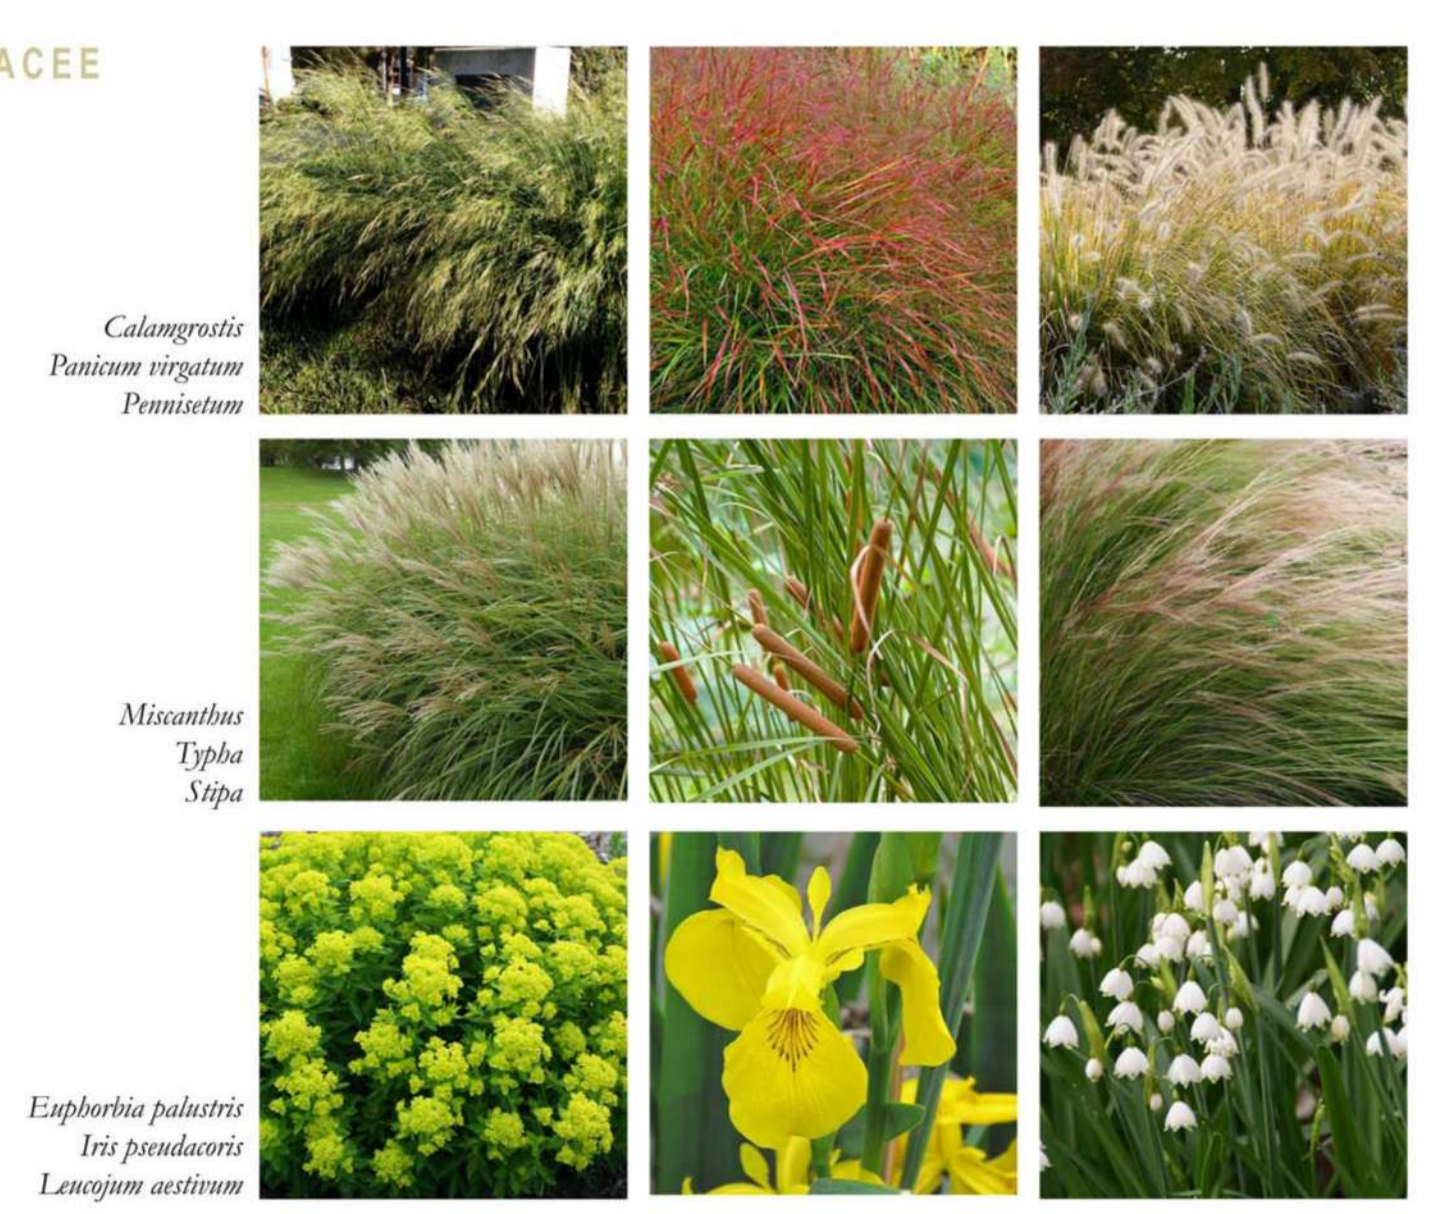 ACEE
Calamgrostis
Panicum virgatum
Pennisetum
Miscanthus
Typha
Stipa
Euphorbia palustris
Iris pseudacoris
Leucojum aestivum